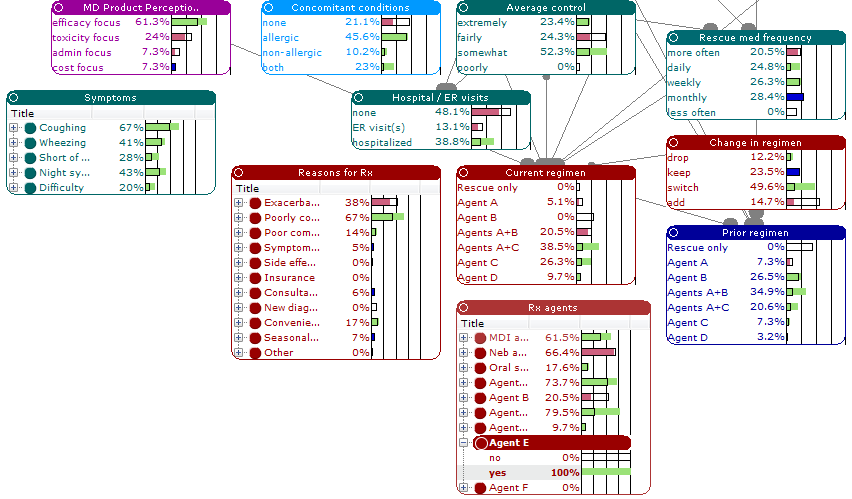 MD Product Perceptio..
efficacy focus 61.3%
toxicity focus 24%
admin focus 7.3%
cost focus 7.3%
Concomitant conditions
none 21.1%
allergic 45.6%
non-allergic 10.2%
both 23%
Average control
extremely 23.4%
fairly 24.3%
somewhat 52.3%
poorly 0%
Rescue med frequency
more often 20.5%
daily 24.8%
weekly 26.3%
monthly 28.4%
less often 0%
Symptoms
Title
Coughing 67%
Wheezing 41%
Short of ... 28%
Night sy... 43%
Difficulty 20%
Hospital / ER visits
none 48.1%
ER visit(s) 13.1%
hospitalized 38.8%
Change in regimen
drop 12.2%
keep 23.5%
switch 49.6%
add 14.7%
Reasons for Rx
Title
Exacerba... 38%
Poorly co... 67%
Poor com... 14%
Symptom... 5%
Side effe... 0%
Insurance 0%
Consulta... 6%
New diag... 0%
Convenie... 17%
Seasonal... 7%
Other 0%
Current regimen
Rescue only 0%
Agent A 5.1%
Agent B 0%
Agents A+B 20.5%
Agents A+C 38.5%
Agent C 26.3%
Agent D 9.7%
Prior regimen
Rescue only 0%
Agent A 7.3%
Agent B 26.5%
Agents A+B 34.9%
Agents A+C 20.6%
Agent C 7.3%
Agent D 3.2%
Rx agents
Title
MDI a... 61.5%
Neb a... 66.4%
Oral s... 17.6%
Agent... 73.7%
Agent B 20.5%
Agent... 79.5%
Agent... 9.7%
Agent E
no 0%
yes 100%
Agent F 0%